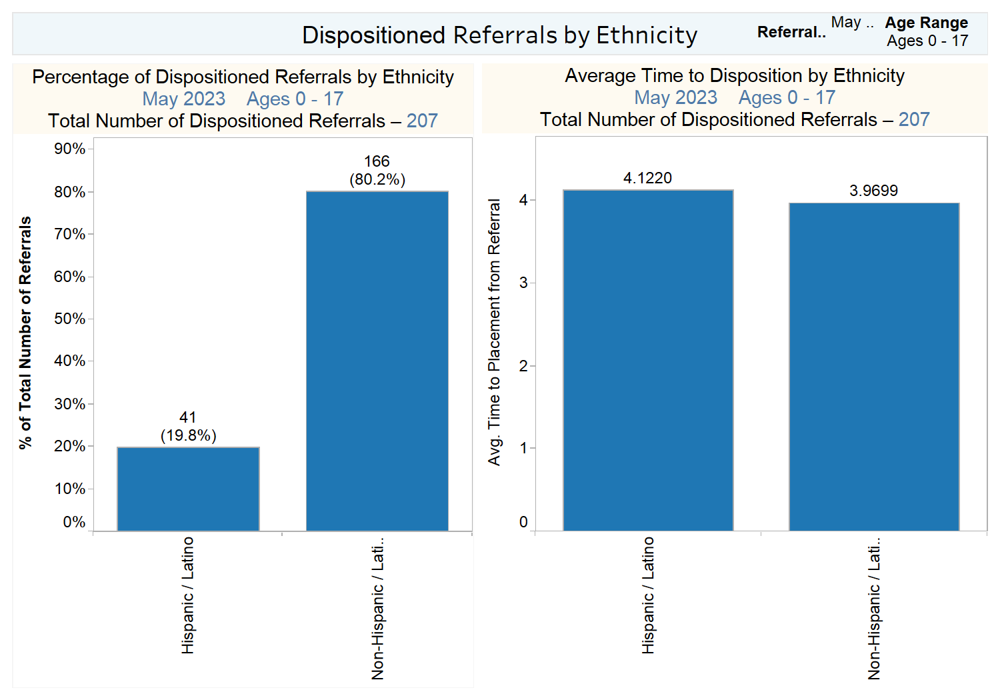 Dispositioned Referrals by Ethnicity
Referral.. May .. Age Range
Ages 0 - 17
Percentage of Dispositioned Referrals by Ethnicity
May 2023 Ages 0 - 17
Total Number of Dispositioned Referrals – 207
90%
80%
70%
60%
50%
40%
30%
20%
10%
0%
% of Total Number of Referrals
166
(80.2%)
41
(19.8%)
Hispanic / Latino
Non-Hispanic / Lati..
Average Time to Disposition by Ethnicity
May 2023 Ages 0 - 17
Total Number of Dispositioned Referrals – 207
4
3
2
1
0
Avg. Time to Placement from Referral
4.1220
3.9699
Hispanic / Latino
Non-Hispanic / Lati..